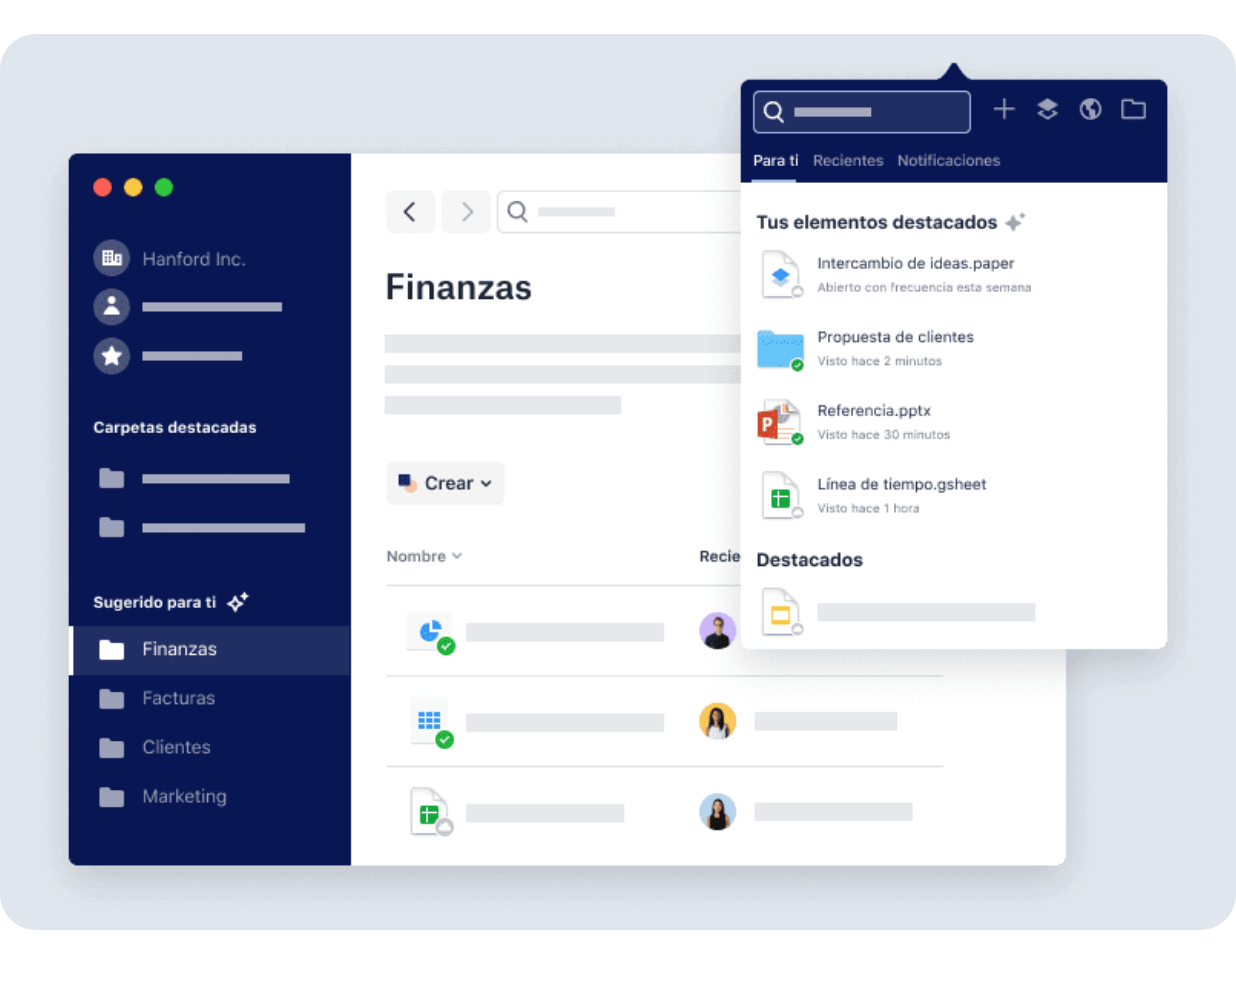 Hanford Inc.
Carpetas destacadas
Sugerido para ti
Finanzas
Facturas
Clientes
Marketing
Finanzas
Crear
Nombre
Recie
Para ti Recientes Notificaciones
Tus elementos destacados
Intercambio de ideas.paper
Abierto con frecuencia esta semana
Propuesta de clientes
Visto hace 2 minutos
P
Referencia.pptx
Visto hace 30 minutos
Línea de tiempo.gsheet
Visto hace 1 hora
Destacados